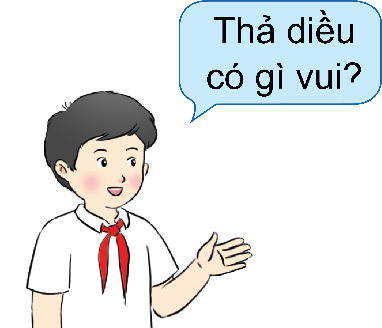 Thả diều
có gì vui?